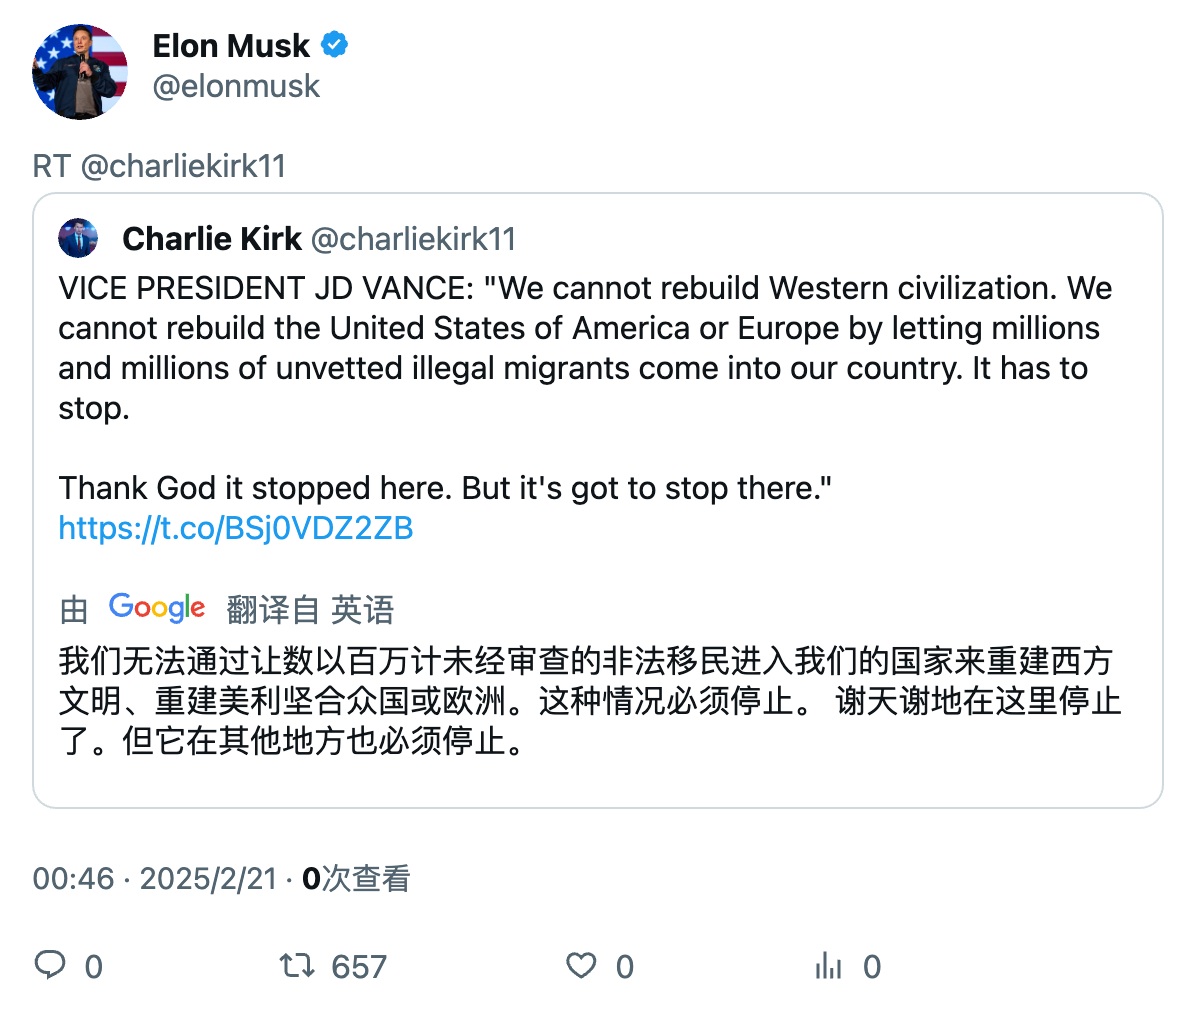 Elon Musk
@elonmusk
RT @charliekirk11
Charlie Kirk @charliekirk11
VICE PRESIDENT JD VANCE: "We cannot rebuild Western civilization. We
cannot rebuild the United States of America or Europe by letting millions
and millions of unvetted illegal migrants come into our country. It has to
stop.
Thank God it stopped here. But it's got to stop there."
https://t.co/BSj0VDZ2ZB
由 Google 翻译自 英语
我们无法通过让数以百万计未经审查的非法移民进入我们的国家来重建西方
文明、重建美利坚合众国或欧洲。这种情况必须停止。 谢天谢地在这里停止
了。但它在其他地方也必须停止。
00:46 · 2025/2/21 · 0次查看
0 657 0 0